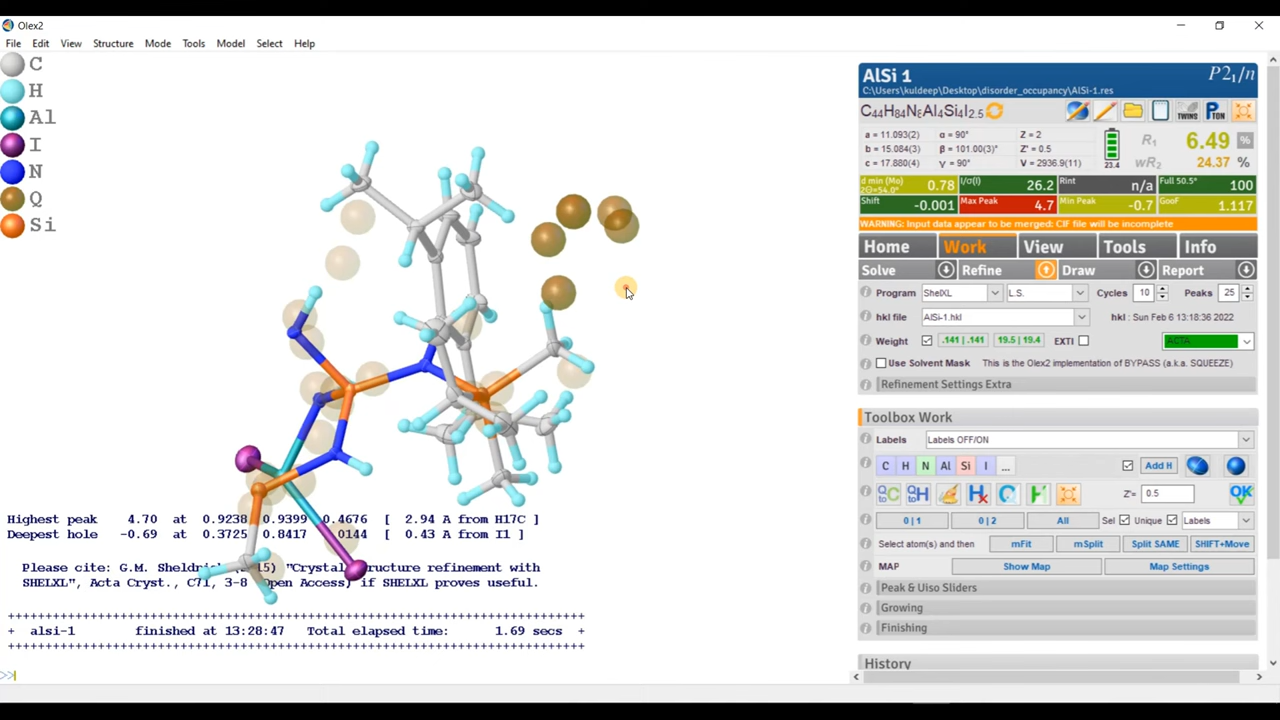 Olex2
File Edit View Structure Mode Tools Model Select Help
C
H
Al
I
N
Q
Si
AlSi 1
P2₁/n
C:\Users\kuldeep\Desktop\disorder_occupancy\AlSi-1.res
C₄₄H₈₄N₈Al₄Si₄I₂.₅
TWINS
PTON
a = 11.093(2) α = 90° Z = 2
b = 15.084(3) β = 101.00(3)° Z' = 0.5
c = 17.880(4) γ = 90° V = 2936.9(11)
23.4
R₁ 6.49 %
wR₂ 24.37 %
d min (Mo) 2Θ=54.0° 0.78 I/σ(I) 26.2 Rint n/a Full 50.5° 100
Shift -0.001 Max Peak 4.7 Min Peak -0.7 GooF 1.117
WARNING: Input data appear to be merged: CIF file will be incomplete
Home Work View Tools Info
Solve Refine Draw Report
Program ShelXL L.S. Cycles 10 Peaks 25
hkl file AlSi-1.hkl hkl : Sun Feb 6 13:18:36 2022
Weight .141 | .141 19.5 | 19.4 EXTI ACTA
Use Solvent Mask This is the Olex2 implementation of BYPASS (a.k.a. SQUEEZE)
Refinement Settings Extra
Toolbox Work
Labels Labels OFF/ON
C H N Al Si I ... Add H
Z'= 0.5 OK
0 | 1 0 | 2 All Sel Unique Labels
Select atom(s) and then mFit mSplit Split SAME SHIFT+Move
MAP Show Map Map Settings
Peak & Uiso Sliders
Growing
Finishing
History
Highest peak 4.70 at 0.9238 0.9399 0.4676 [ 2.94 A from H17C ]
Deepest hole -0.69 at 0.3725 0.8417 0144 [ 0.43 A from I1 ]
Please cite: G.M. Sheldrick "Crystal structure refinement with
SHELXL", Acta Cryst., C71, 3-8 (Open Access) if SHELXL proves useful.
++++++++++++++++++++++++++++++++++++++++++++++++++++++++++++++++++++++++++++
+ alsi-1 finished at 13:28:47 Total elapsed time: 1.69 secs +
++++++++++++++++++++++++++++++++++++++++++++++++++++++++++++++++++++++++++++
>>